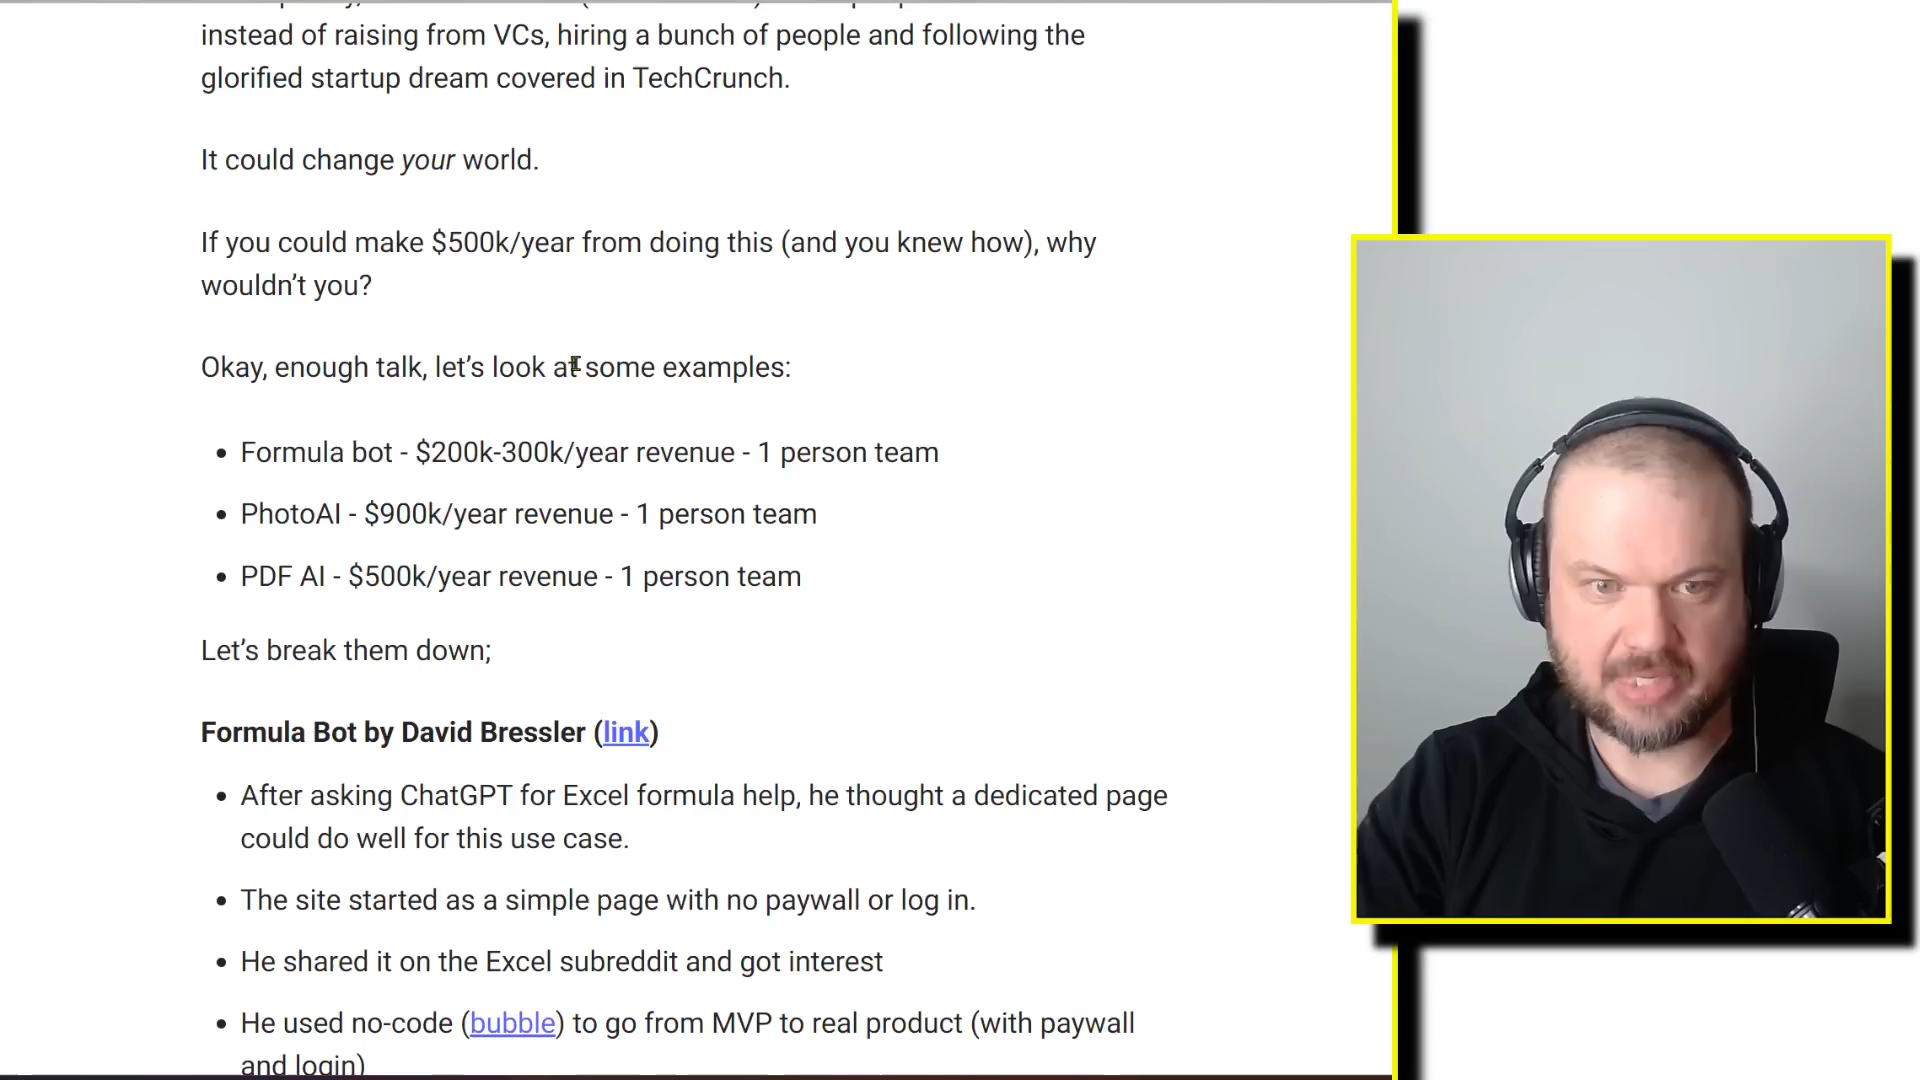 instead of raising from VCs, hiring a bunch of people and following the
glorified startup dream covered in TechCrunch.
It could change your world.
If you could make $500k/year from doing this (and you knew how), why
wouldn’t you?
Okay, enough talk, let’s look at some examples:
• Formula bot - $200k-300k/year revenue - 1 person team
• PhotoAI - $900k/year revenue - 1 person team
• PDF AI - $500k/year revenue - 1 person team
Let’s break them down;
Formula Bot by David Bressler (link)
• After asking ChatGPT for Excel formula help, he thought a dedicated page
could do well for this use case.
• The site started as a simple page with no paywall or log in.
• He shared it on the Excel subreddit and got interest
• He used no-code (bubble) to go from MVP to real product (with paywall
and login)